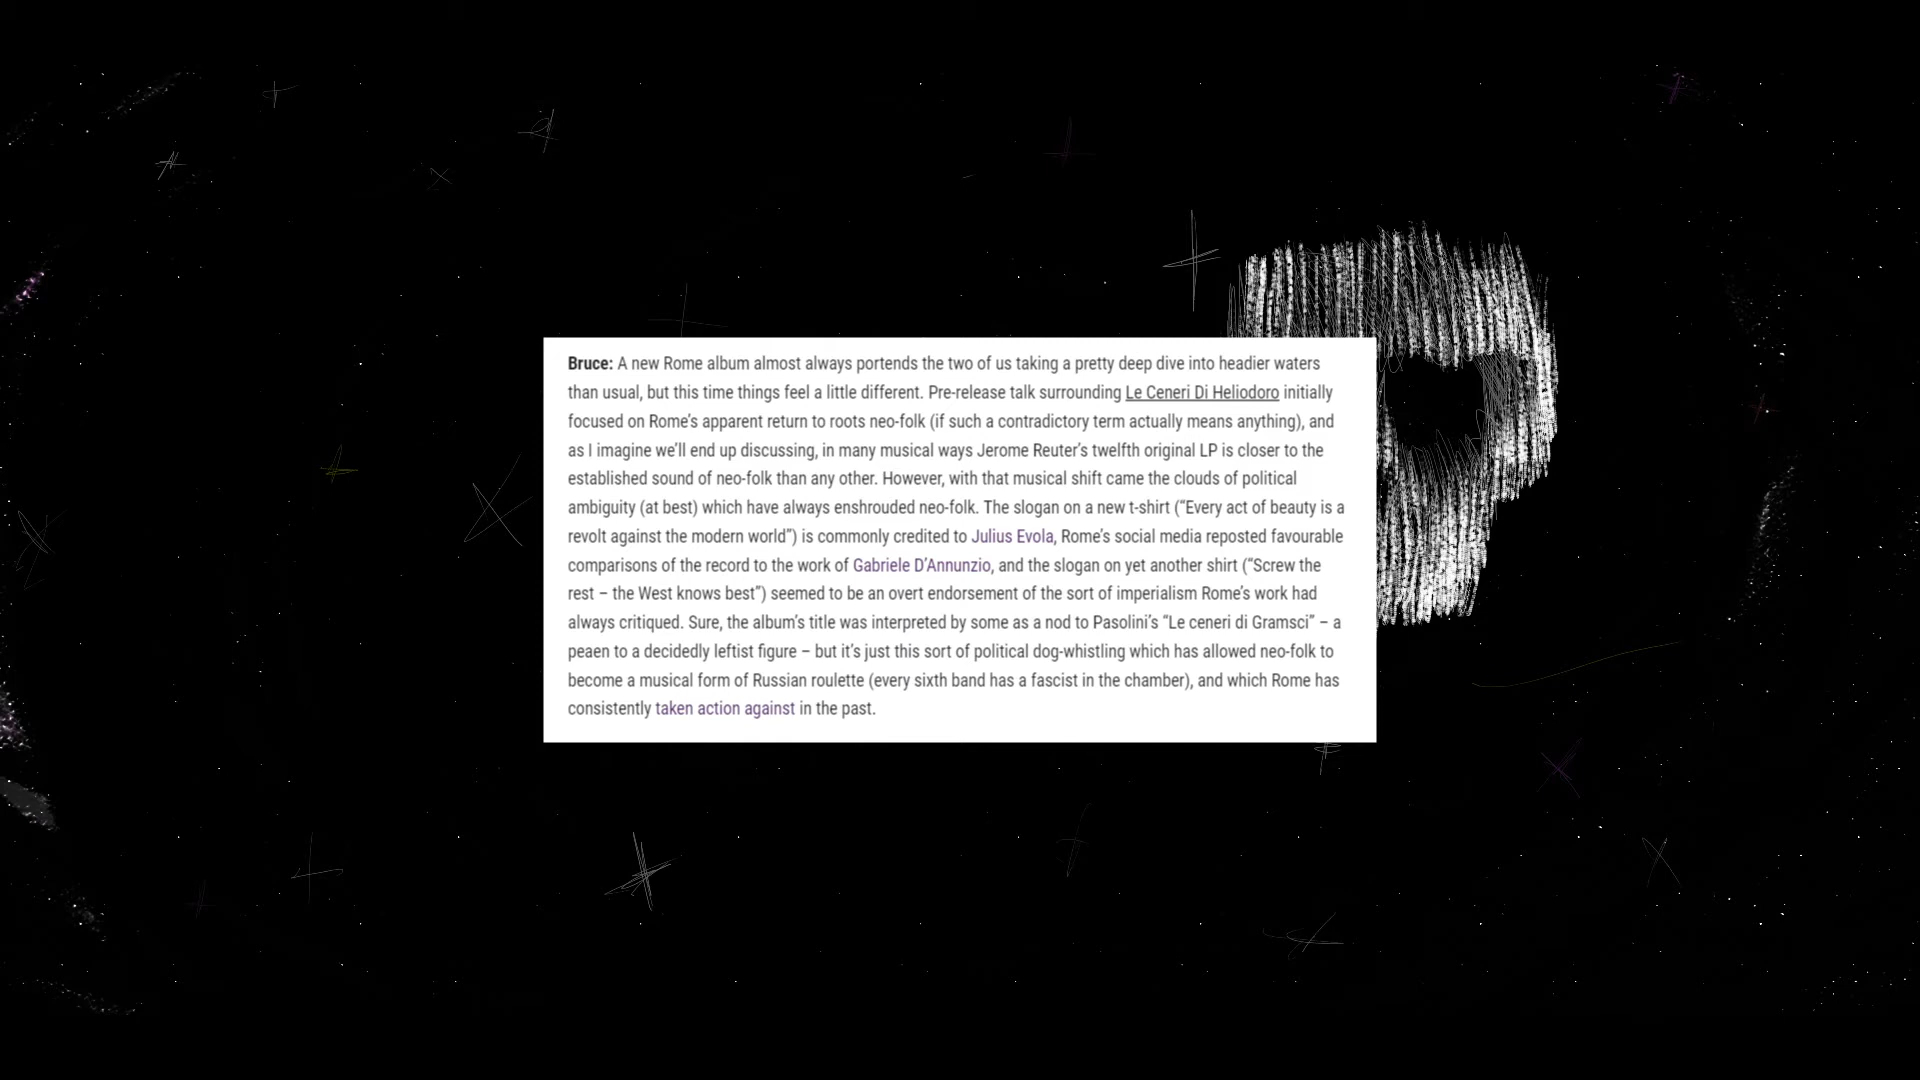 Bruce: A new Rome album almost always portends the two of us taking a pretty deep dive into headier waters
than usual, but this time things feel a little different. Pre-release talk surrounding Le Ceneri Di Heliodoro initially
focused on Rome's apparent return to roots neo-folk (if such a contradictory term actually means anything), and
as I imagine we'll end up discussing, in many musical ways Jerome Reuter's twelfth original LP is closer to the
established sound of neo-folk than any other. However, with that musical shift came the clouds of political
ambiguity (at best) which have always enshrouded neo-folk. The slogan on a new t-shirt (“Every act of beauty is a
revolt against the modern world”) is commonly credited to Julius Evola, Rome's social media reposted favourable
comparisons of the record to the work of Gabriele D'Annunzio, and the slogan on yet another shirt (“Screw the
rest – the West knows best”) seemed to be an overt endorsement of the sort of imperialism Rome's work had
always critiqued. Sure, the album's title was interpreted by some as a nod to Pasolini's “Le ceneri di Gramsci” – a
peaen to a decidedly leftist figure – but it's just this sort of political dog-whistling which has allowed neo-folk to
become a musical form of Russian roulette (every sixth band has a fascist in the chamber), and which Rome has
consistently taken action against in the past.